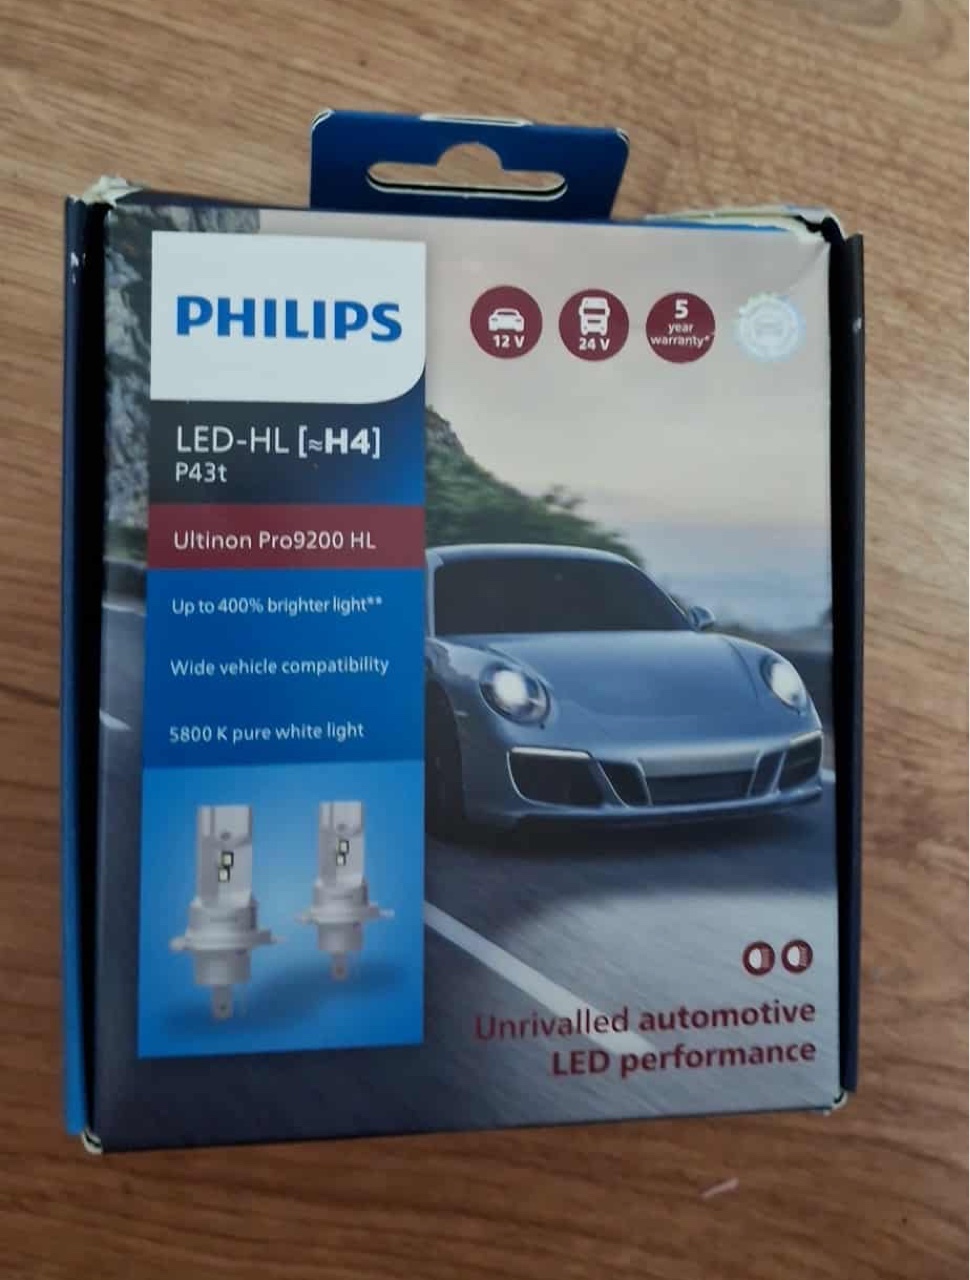 PHILIPS
12 V
24 V
5
year
warranty*
LED-HL [≈H4]
P43t
Ultinon Pro9200 HL
Up to 400% brighter light**
Wide vehicle compatibility
5800 K pure white light
Unrivalled automotive
LED performance